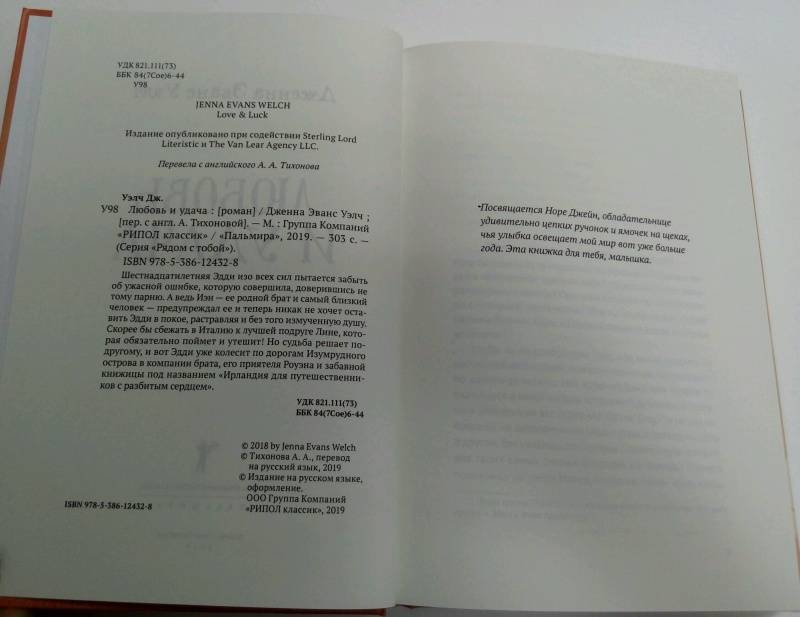 УДК 821.111(73)
ББК 84(7Сое)6-44
У98
JENNA EVANS WELCH
Love & Luck
Издание опубликовано при содействии Sterling Lord
Literistic и The Van Lear Agency LLC.
Перевела с английского А. А. Тихонова
Уэлч Дж.
У98 Любовь и удача : [роман] / Дженна Эванс Уэлч ;
[пер. с англ. А. Тихоновой]. — М. : Группа Компаний
«РИПОЛ классик» / «Пальмира», 2019. — 303 с. —
(Серия «Рядом с тобой»).
ISBN 978-5-386-12432-8
Шестнадцатилетняя Эдди изо всех сил пытается забыть
об ужасной ошибке, которую совершила, доверившись не
тому парню. А ведь Иэн — ее родной брат и самый близкий
человек — предупреждал ее и теперь никак не хочет оста-
вить Эдди в покое, растравляя и без того измученную душу.
Скорее бы сбежать в Италию к лучшей подруге Лине, кото-
рая обязательно поймет и утешит! Но судьба решает по-
другому, и вот Эдди уже колесит по дорогам Изумрудного
острова в компании брата, его приятеля Роуэна и забавной
книжицы под названием «Ирландия для путешественни-
ков с разбитым сердцем».
УДК 821.111(73)
ББК 84(7Сое)6-44
© 2018 by Jenna Evans Welch
© Тихонова А. А., перевод
на русский язык, 2019
© Издание на русском языке,
оформление.
ООО Группа Компаний
«РИПОЛ классик», 2019
ISBN 978-5-386-12432-8
Посвящается Норе Джейн, обладательнице
удивительно цепких ручонок и ямочек на щеках,
чья улыбка освещает мой мир вот уже больше
года. Эта книжка для тебя, малышка.